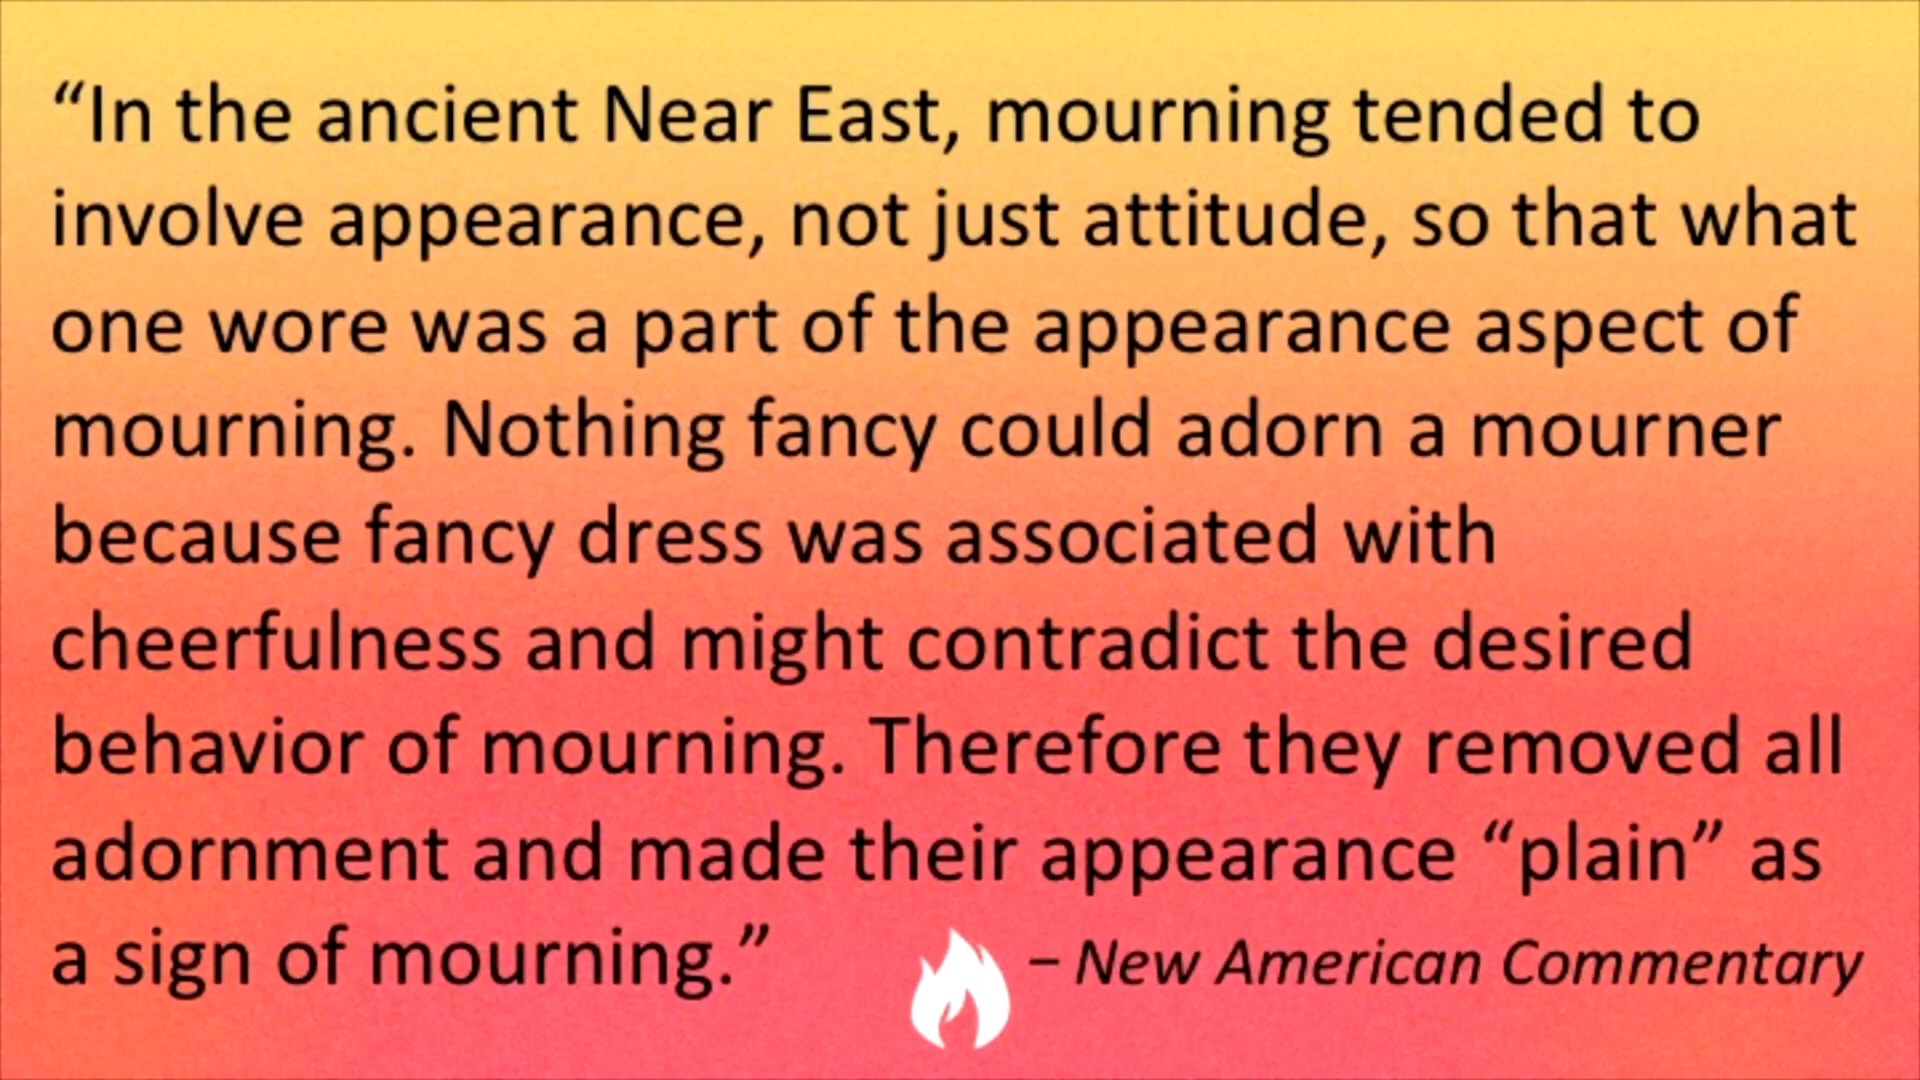 “In the ancient Near East, mourning tended to
involve appearance, not just attitude, so that what
one wore was a part of the appearance aspect of
mourning. Nothing fancy could adorn a mourner
because fancy dress was associated with
cheerfulness and might contradict the desired
behavior of mourning. Therefore they removed all
adornment and made their appearance “plain” as
a sign of mourning.” – New American Commentary